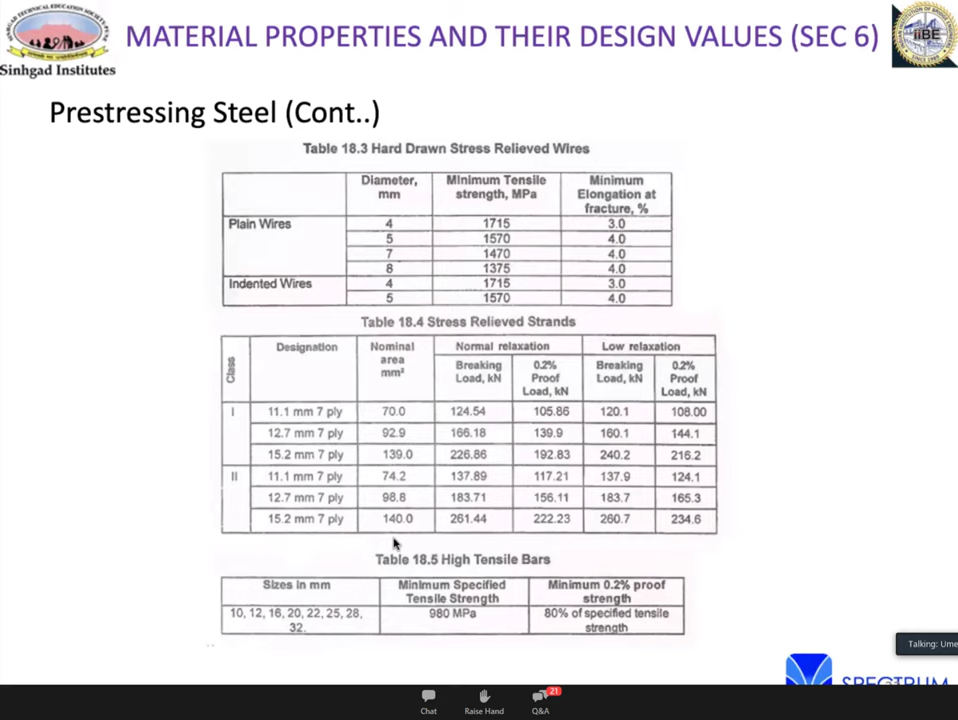 MATERIAL PROPERTIES AND THEIR DESIGN VALUES (SEC 6)
Sinhgad Institutes
iiBE
Prestressing Steel (Cont..)
Table 18.3 Hard Drawn Stress Relieved Wires
Diameter, mm Minimum Tensile strength, MPa Minimum Elongation at fracture, %
Plain Wires 4 1715 3.0
5 1570 4.0
7 1470 4.0
8 1375 4.0
Indented Wires 4 1715 3.0
5 1570 4.0
Table 18.4 Stress Relieved Strands
Class Designation Nominal area mm² Normal relaxation Low relaxation
Breaking Load, kN 0.2% Proof Load, kN Breaking Load, kN 0.2% Proof Load, kN
I 11.1 mm 7 ply 70.0 124.54 105.86 120.1 108.00
12.7 mm 7 ply 92.9 166.18 139.9 160.1 144.1
15.2 mm 7 ply 139.0 226.86 192.83 240.2 216.2
II 11.1 mm 7 ply 74.2 137.89 117.21 137.9 124.1
12.7 mm 7 ply 98.8 183.71 156.11 183.7 165.3
15.2 mm 7 ply 140.0 261.44 222.23 260.7 234.6
Table 18.5 High Tensile Bars
Sizes in mm Minimum Specified Tensile Strength Minimum 0.2% proof strength
10, 12, 16, 20, 22, 25, 28, 32. 980 MPa 80% of specified tensile strength
Talking: Ume
SPECTRUM
21
Chat Raise Hand Q&A